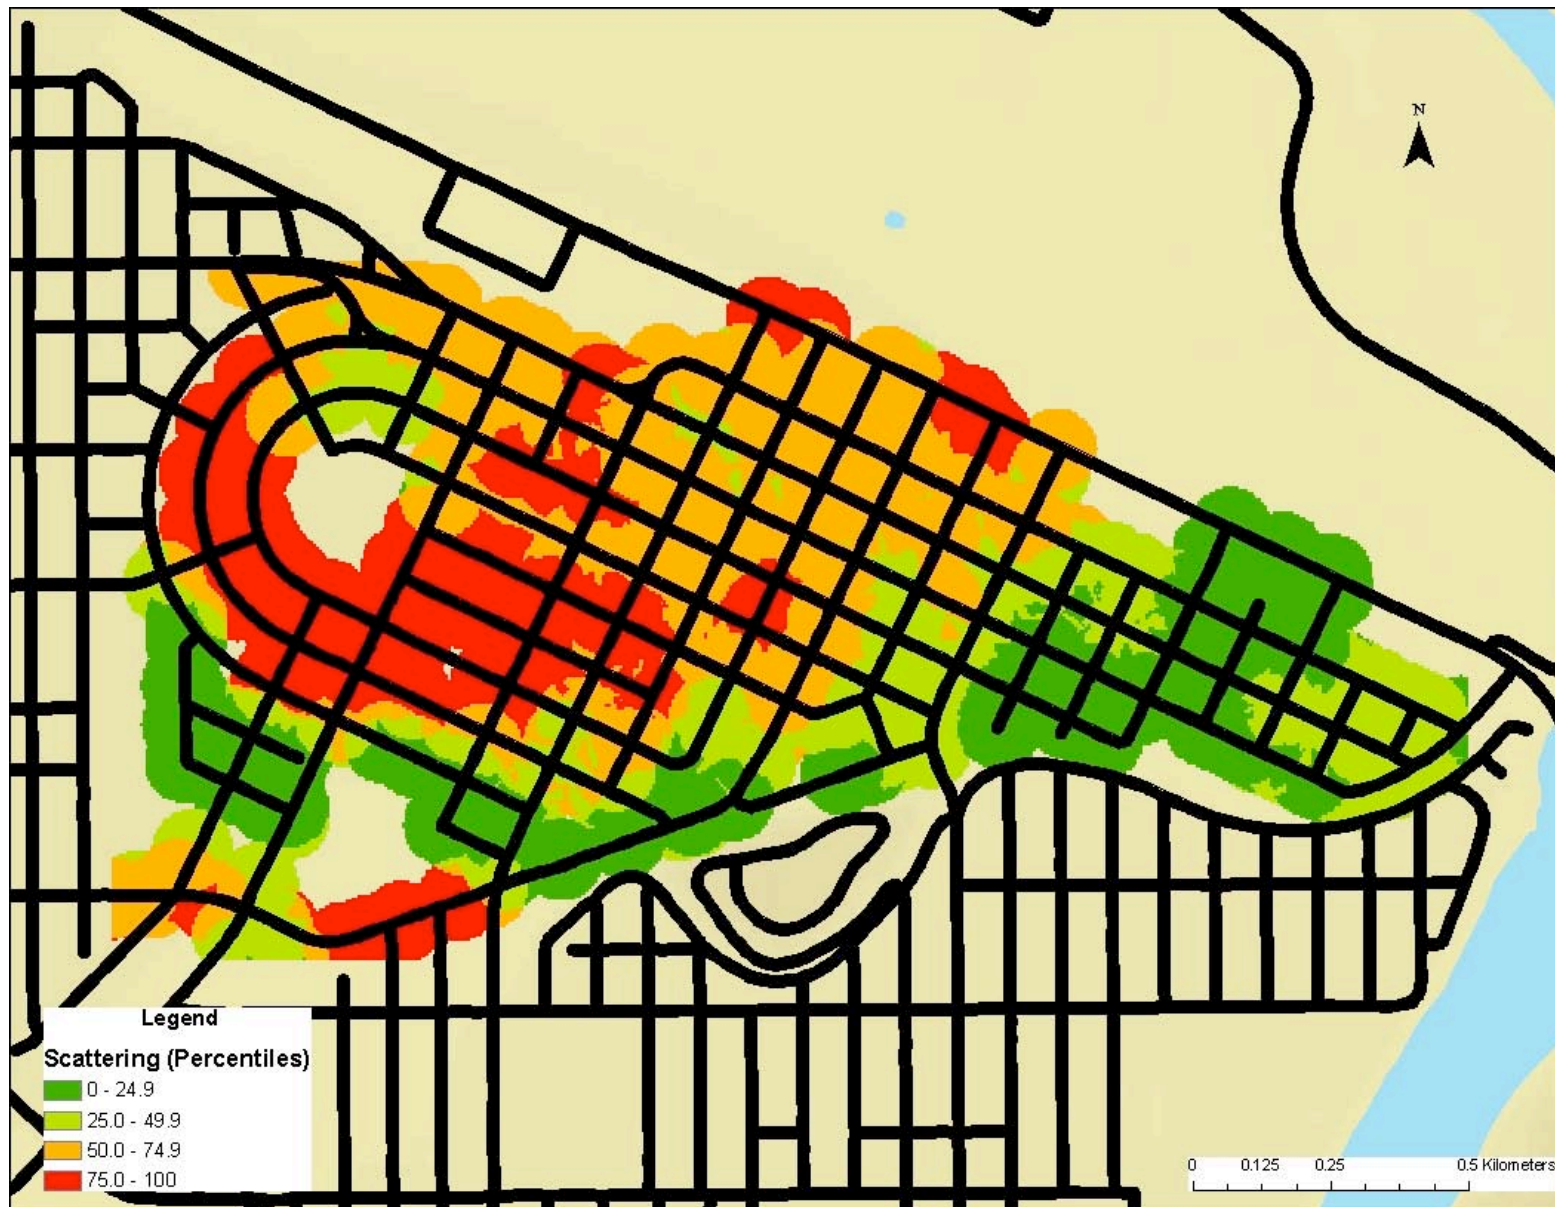 N
Legend
Scattering (Percentiles)
0 - 24.9
25.0 - 49.9
50.0 - 74.9
75.0 - 100
0 0.125 0.25 0.5 Kilometers